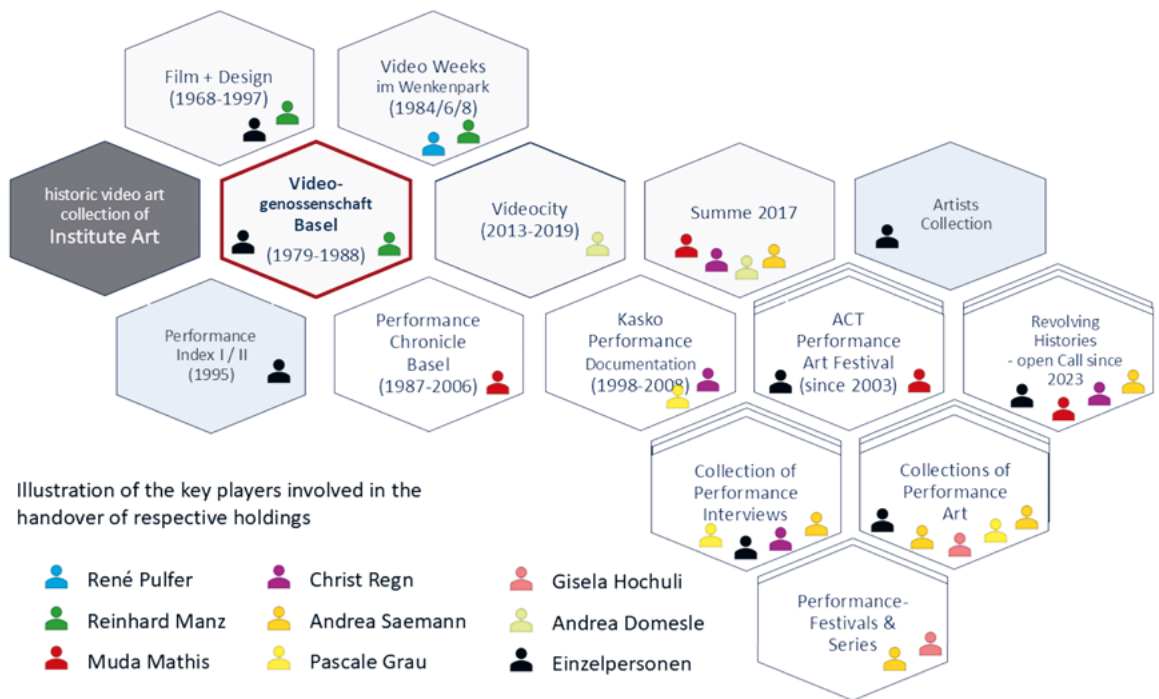 Film + Design
(1968-1997)
Video Weeks
im Wenkenpark
(1984/6/8)
historic video art
collection of
Institute Art
Video-
genossenschaft
Basel
(1979-1988)
Videocity
(2013-2019)
Summe 2017
Artists
Collection
Performance
Index I / II
(1995)
Performance
Chronicle
Basel
(1987-2006)
Kasko
Performance
Documentation
(1998-2008)
ACT
Performance
Art Festival
(since 2003)
Revolving
Histories
- open Call since
2023
Collection of
Performance
Interviews
Collections of
Performance
Art
Performance-
Festivals &
Series
Illustration of the key players involved in the
handover of respective holdings
René Pulfer
Christ Regn
Gisela Hochuli
Reinhard Manz
Andrea Saemann
Andrea Domesle
Muda Mathis
Pascale Grau
Einzelpersonen